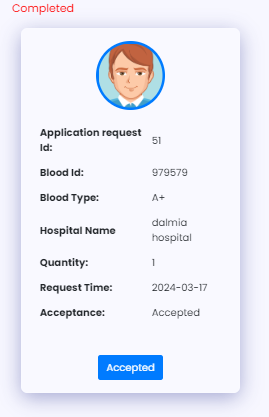 Completed
Application request
Id: 51
Blood Id: 979579
Blood Type: A+
Hospital Name dalmia
hospital
Quantity: 1
Request Time: 2024-03-17
Acceptance: Accepted
Accepted